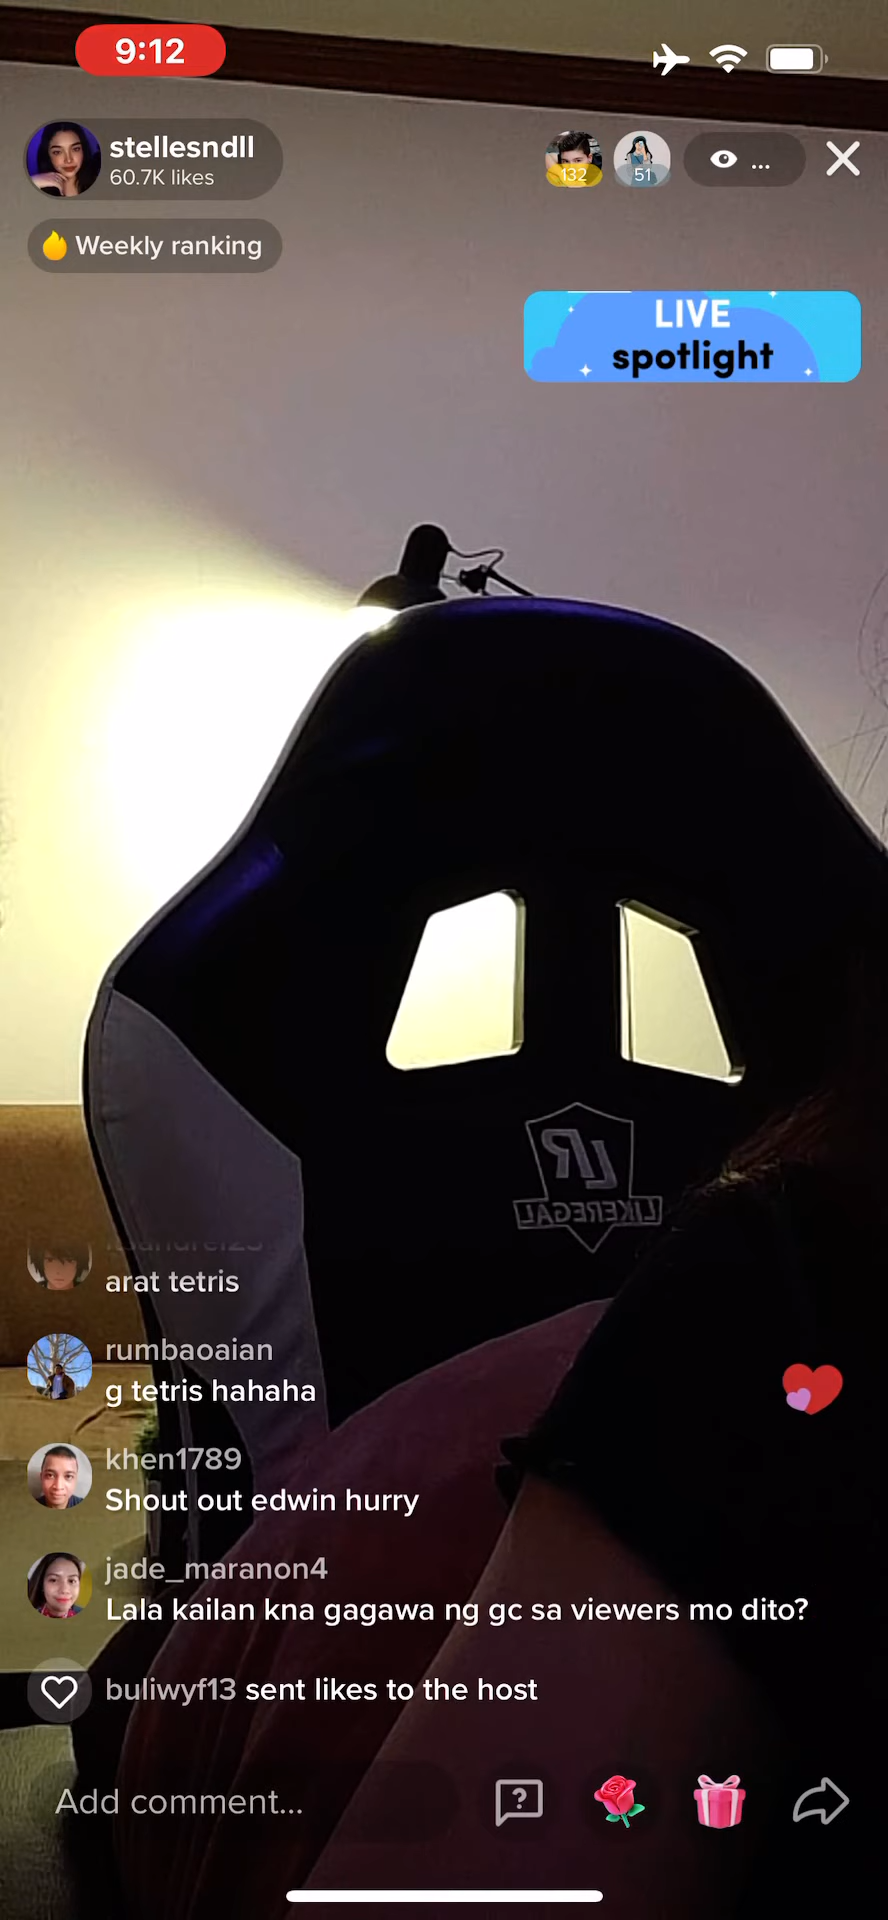 9:12
stellesndll
60.7K likes
132
51
...
Weekly ranking
LIVE
spotlight
LR
LIKEREGAL
arat tetris
rumbaoaian
g tetris hahaha
khen1789
Shout out edwin hurry
jade_maranon4
Lala kailan kna gagawa ng gc sa viewers mo dito?
buliwyf13 sent likes to the host
Add comment...